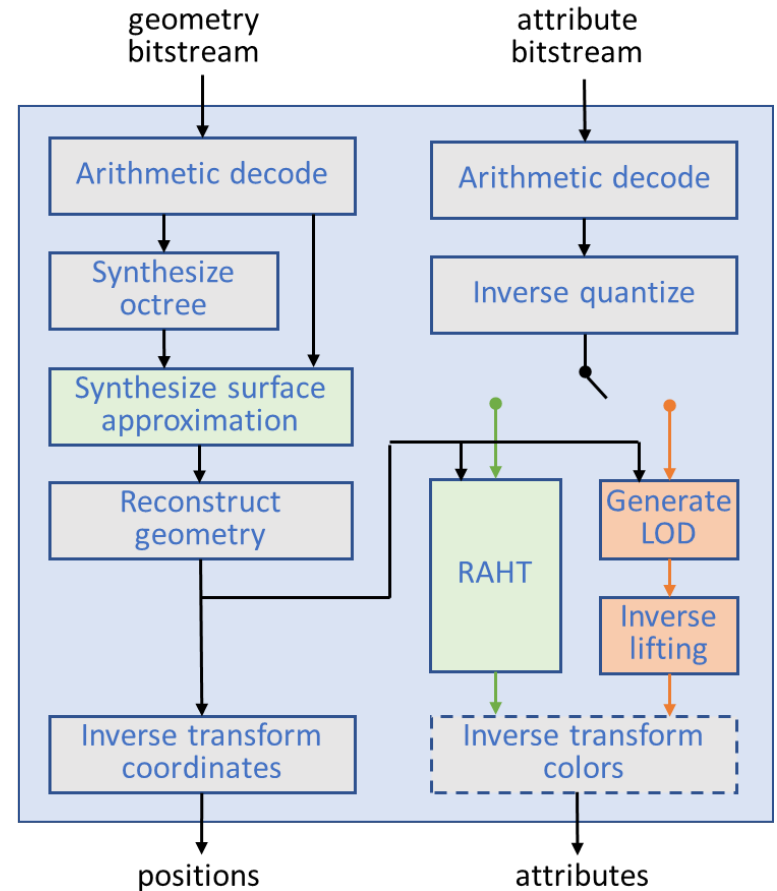 geometry
bitstream
attribute
bitstream
Arithmetic decode
Arithmetic decode
Synthesize
octree
Inverse quantize
Synthesize surface
approximation
Reconstruct
geometry
RAHT
Generate
LOD
Inverse
lifting
Inverse transform
coordinates
Inverse transform
colors
positions
attributes